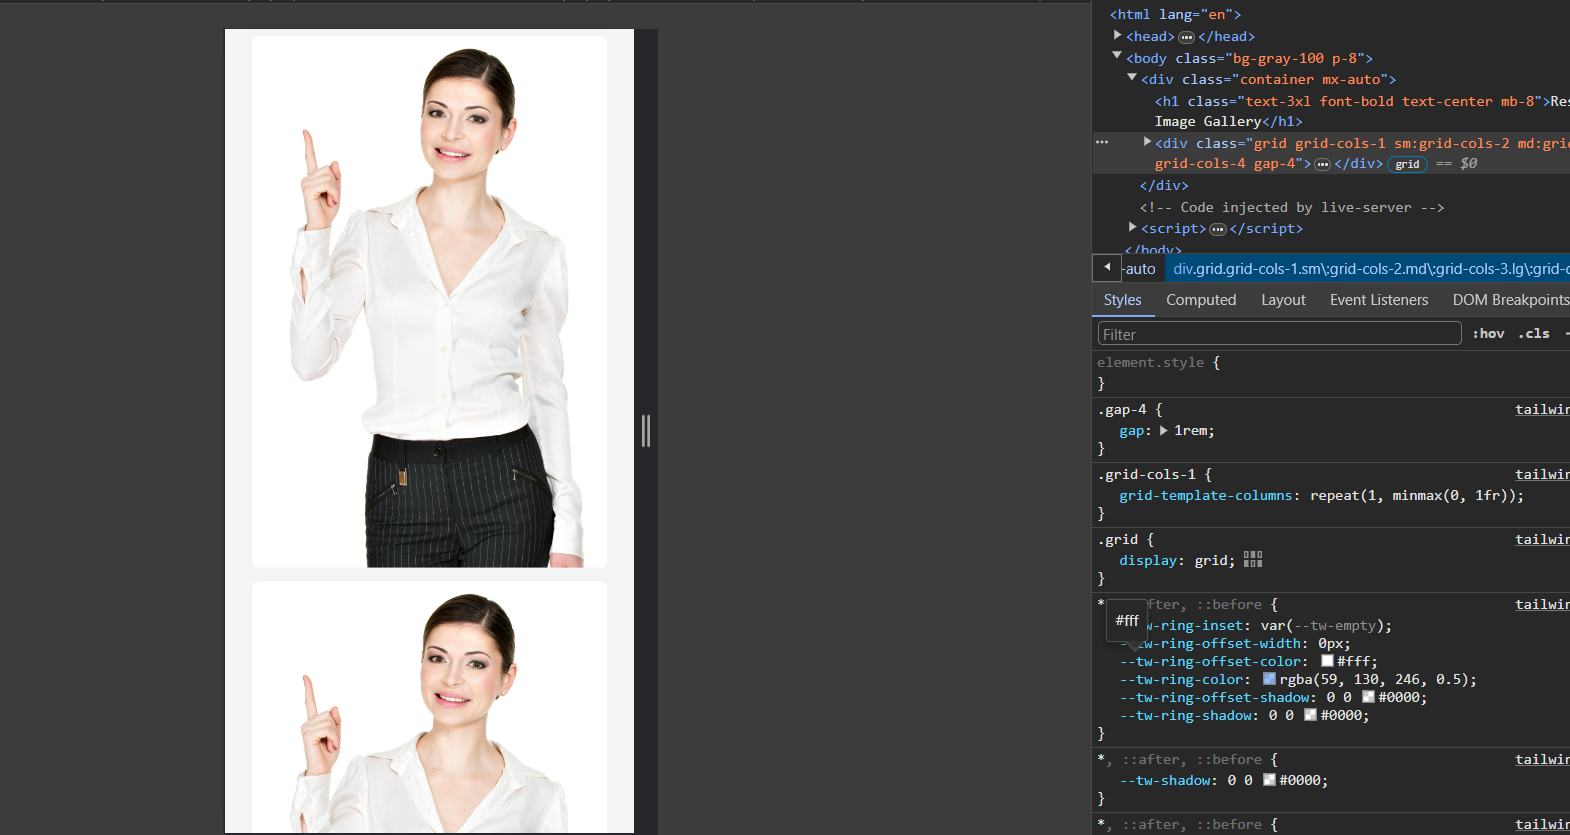 <html lang="en">
<head> ••• </head>
<body class="bg-gray-100 p-8">
<div class="container mx-auto">
<h1 class="text-3xl font-bold text-center mb-8">Res
Image Gallery</h1>
<div class="grid grid-cols-1 sm:grid-cols-2 md:gri
grid-cols-4 gap-4"> ••• </div> grid == $0
</div>
<!-- Code injected by live-server -->
<script> ••• </script>
</body>
-auto div.grid.grid-cols-1.sm\:grid-cols-2.md\:grid-cols-3.lg\:grid-c
Styles Computed Layout Event Listeners DOM Breakpoints
Filter :hov .cls
element.style {
}
.gap-4 { tailwin
gap: 1rem;
}
.grid-cols-1 { tailwin
grid-template-columns: repeat(1, minmax(0, 1fr));
}
.grid { tailwin
display: grid;
}
* fter, ::before { tailwin
#fff
w-ring-inset: var(--tw-empty);
--tw-ring-offset-width: 0px;
--tw-ring-offset-color: #fff;
--tw-ring-color: rgba(59, 130, 246, 0.5);
--tw-ring-offset-shadow: 0 0 #0000;
--tw-ring-shadow: 0 0 #0000;
}
*, ::after, ::before { tailwin
--tw-shadow: 0 0 #0000;
}
*, ::after, ::before { tailwin